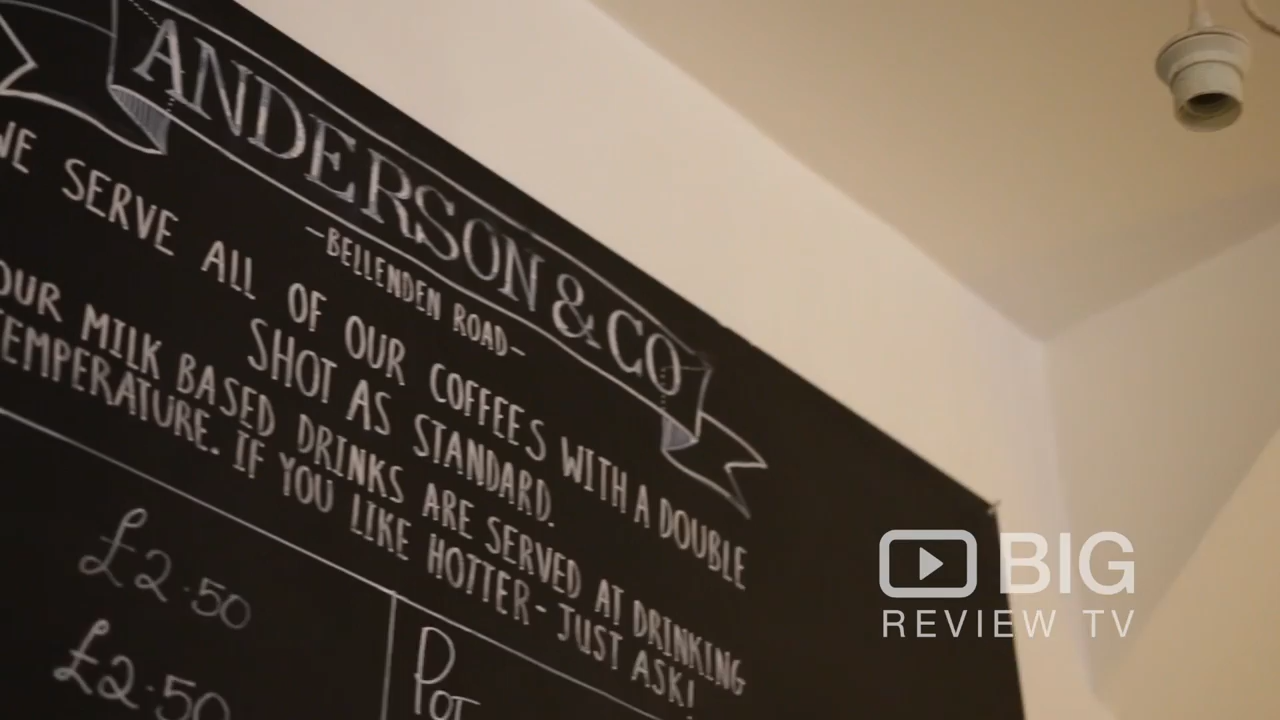 ANDERSON & CO
-BELLENDEN ROAD-
WE SERVE ALL OF OUR COFFEES WITH A DOUBLE
SHOT AS STANDARD.
OUR MILK BASED DRINKS ARE SERVED AT DRINKING
TEMPERATURE. IF YOU LIKE HOTTER- JUST ASK!
£2.50
£2.50
POT
BIG
REVIEW TV